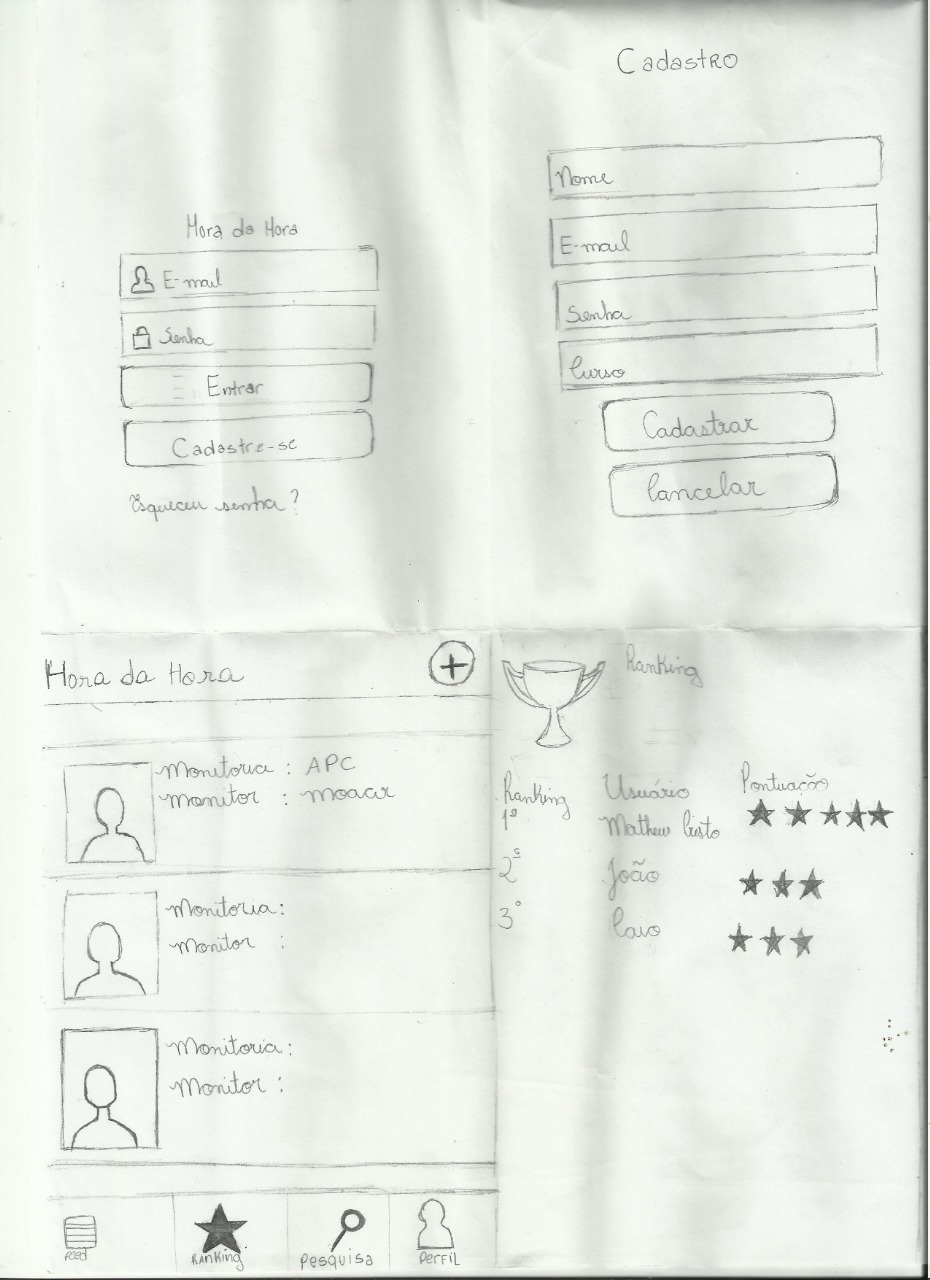 Hora da Hora
E-mail
Senha
Entrar
Cadastre-se
Esqueceu senha?
Cadastro
Nome
E-mail
Senha
Curso
Cadastrar
Cancelar
Hora da Hora
Monitoria: APC
Monitor: moacir
Monitoria:
Monitor:
Monitoria:
Monitor:
Feed
Ranking
Pesquisa
Perfil
Ranking
Ranking Usuário Pontuação
1º Matheus Cristo
2º João
3º Caio